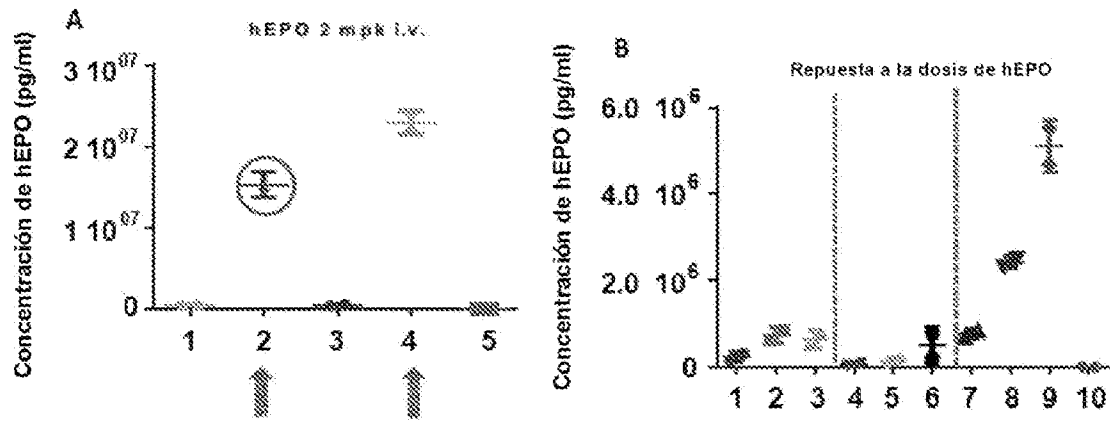 A
hEPO 2 mpk i.v.
Concentración de hEPO (pg/ml)
3 10^07
2 10^07
1 10^07
0
1 2 3 4 5
B
Repuesta a la dosis de hEPO
Concentración de hEPO (pg/ml)
6.0 10^6
4.0 10^6
2.0 10^6
0
1 2 3 4 5 6 7 8 9 10